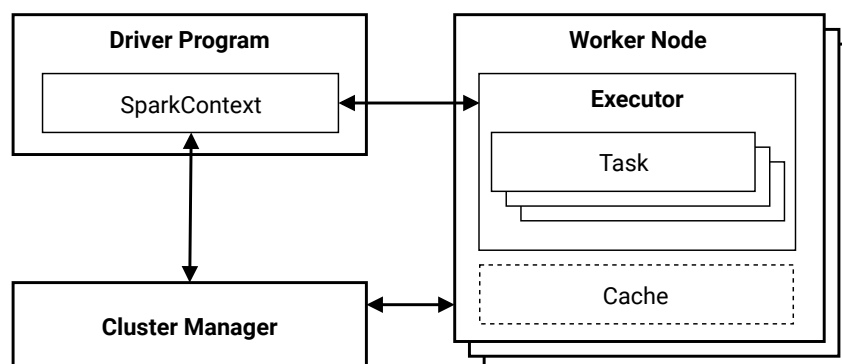 Driver Program
SparkContext
Worker Node
Executor
Task
Cache
Cluster Manager